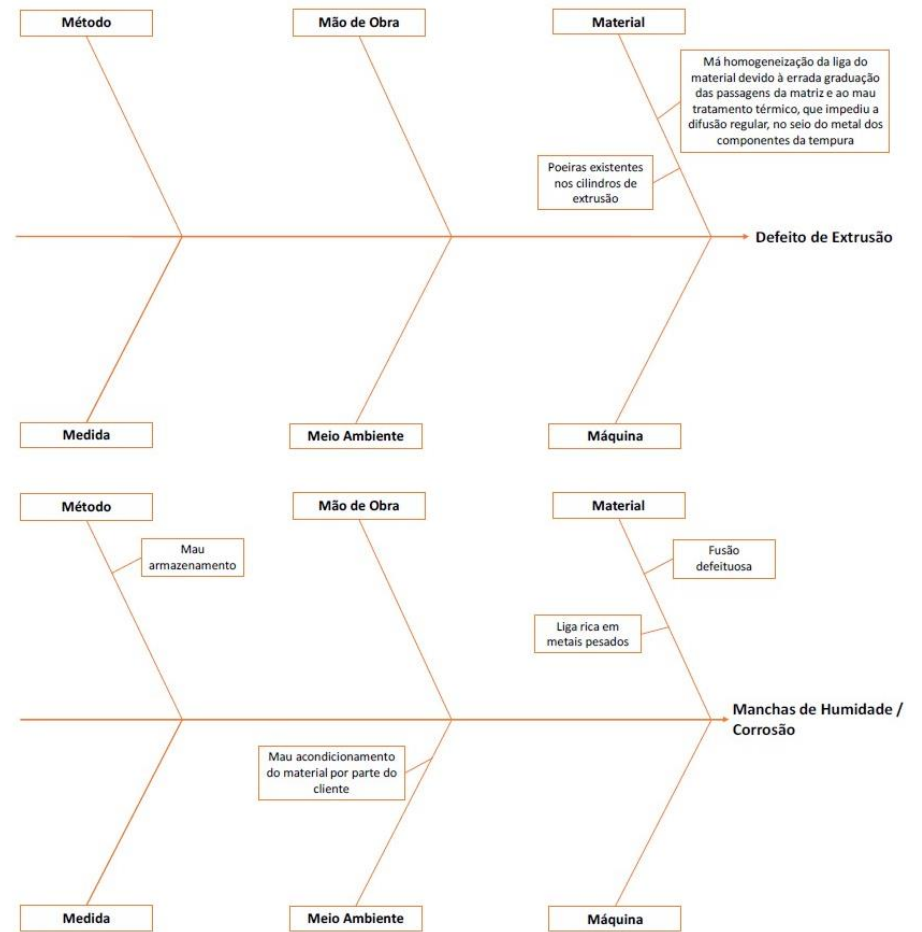 Método
Mão de Obra
Material
Má homogeneização da liga do
material devido à errada graduação
das passagens da matriz e ao mau
tratamento térmico, que impediu a
difusão regular, no seio do metal dos
componentes da tempura
Poeiras existentes
nos cilindros de
extrusão
Defeito de Extrusão
Medida
Meio Ambiente
Máquina
Método
Mão de Obra
Material
Mau
armazenamento
Fusão
defeituosa
Liga rica em
metais pesados
Manchas de Humidade /
Corrosão
Mau acondicionamento
do material por parte do
cliente
Medida
Meio Ambiente
Máquina